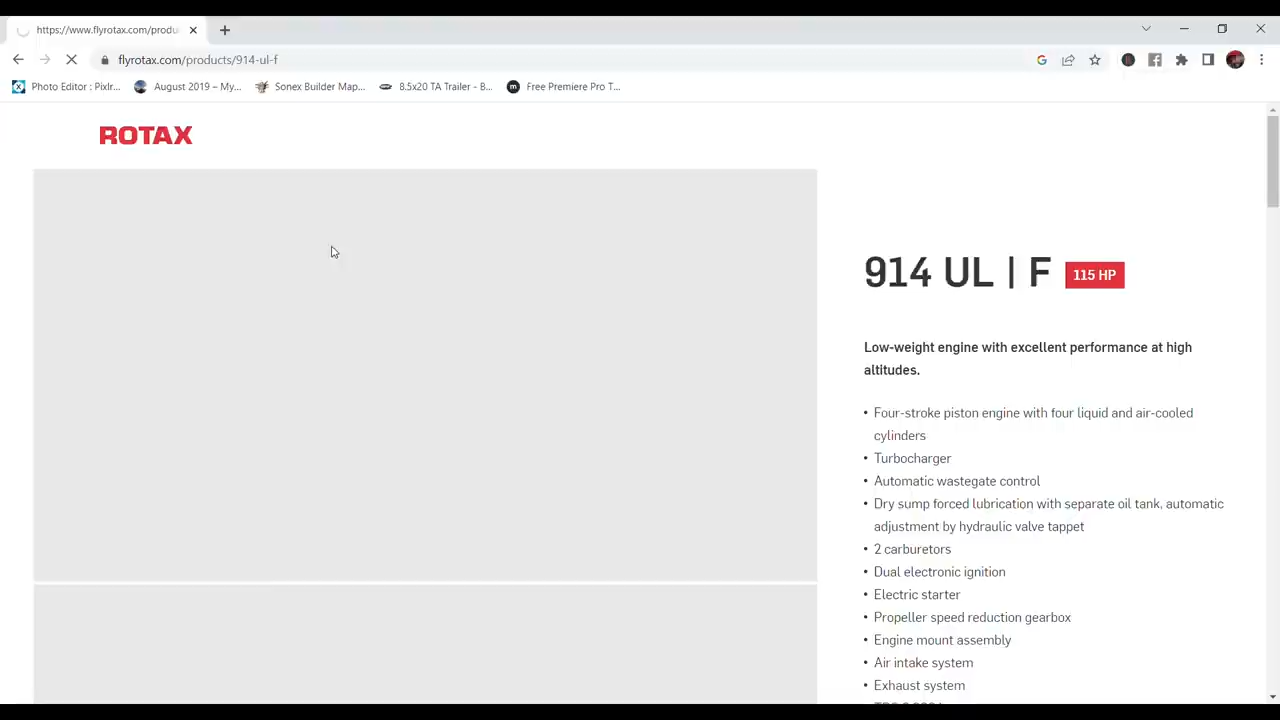 https://www.flyrotax.com/produ
flyrotax.com/products/914-ul-f
Photo Editor : Pixlr... August 2019 – My... Sonex Builder Map... 8.5x20 TA Trailer - B... Free Premiere Pro T...
ROTAX
914 UL | F 115 HP
Low-weight engine with excellent performance at high
altitudes.
• Four-stroke piston engine with four liquid and air-cooled
cylinders
• Turbocharger
• Automatic wastegate control
• Dry sump forced lubrication with separate oil tank, automatic
adjustment by hydraulic valve tappet
• 2 carburetors
• Dual electronic ignition
• Electric starter
• Propeller speed reduction gearbox
• Engine mount assembly
• Air intake system
• Exhaust system